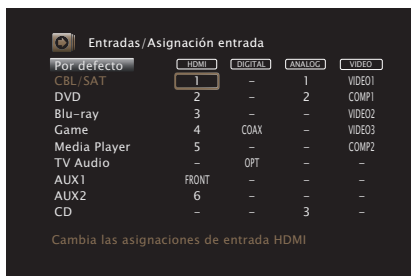 Entradas/Asignación entrada
Por defecto HDMI DIGITAL ANALOG VIDEO
CBL/SAT 1 – 1 VIDEO1
DVD 2 – 2 COMP1
Blu-ray 3 – – VIDEO2
Game 4 COAX – VIDEO3
Media Player 5 – – COMP2
TV Audio – OPT – –
AUX1 FRONT – – –
AUX2 6 – – –
CD – – 3 –
Cambia las asignaciones de entrada HDMI